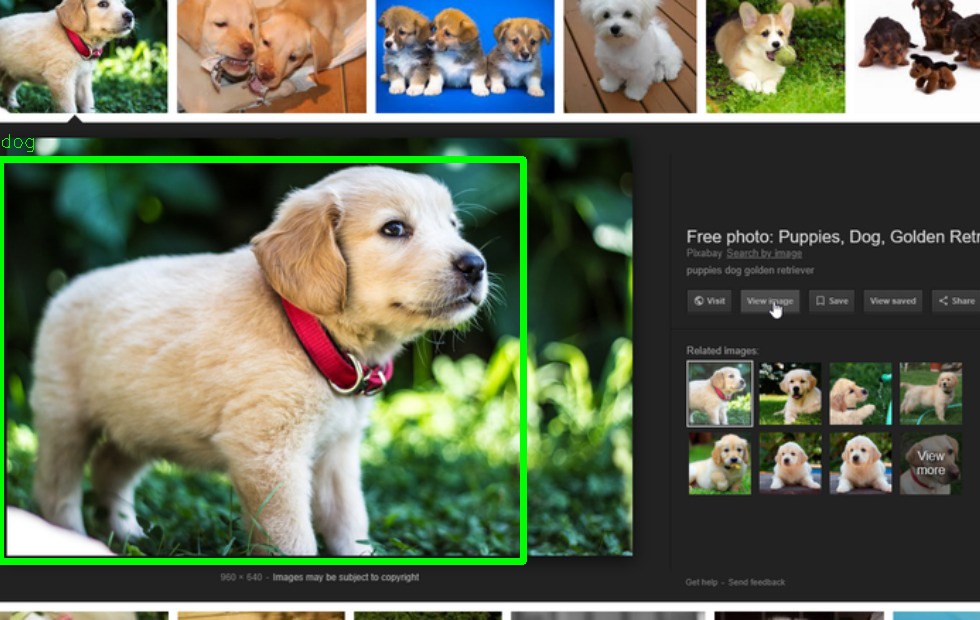 dog
Free photo: Puppies, Dog, Golden Retr
Pixabay Search by image
puppies dog golden retriever
Visit View image Save View saved Share
Related images:
View
more
960 × 640 - Images may be subject to copyright
Get help - Send feedback